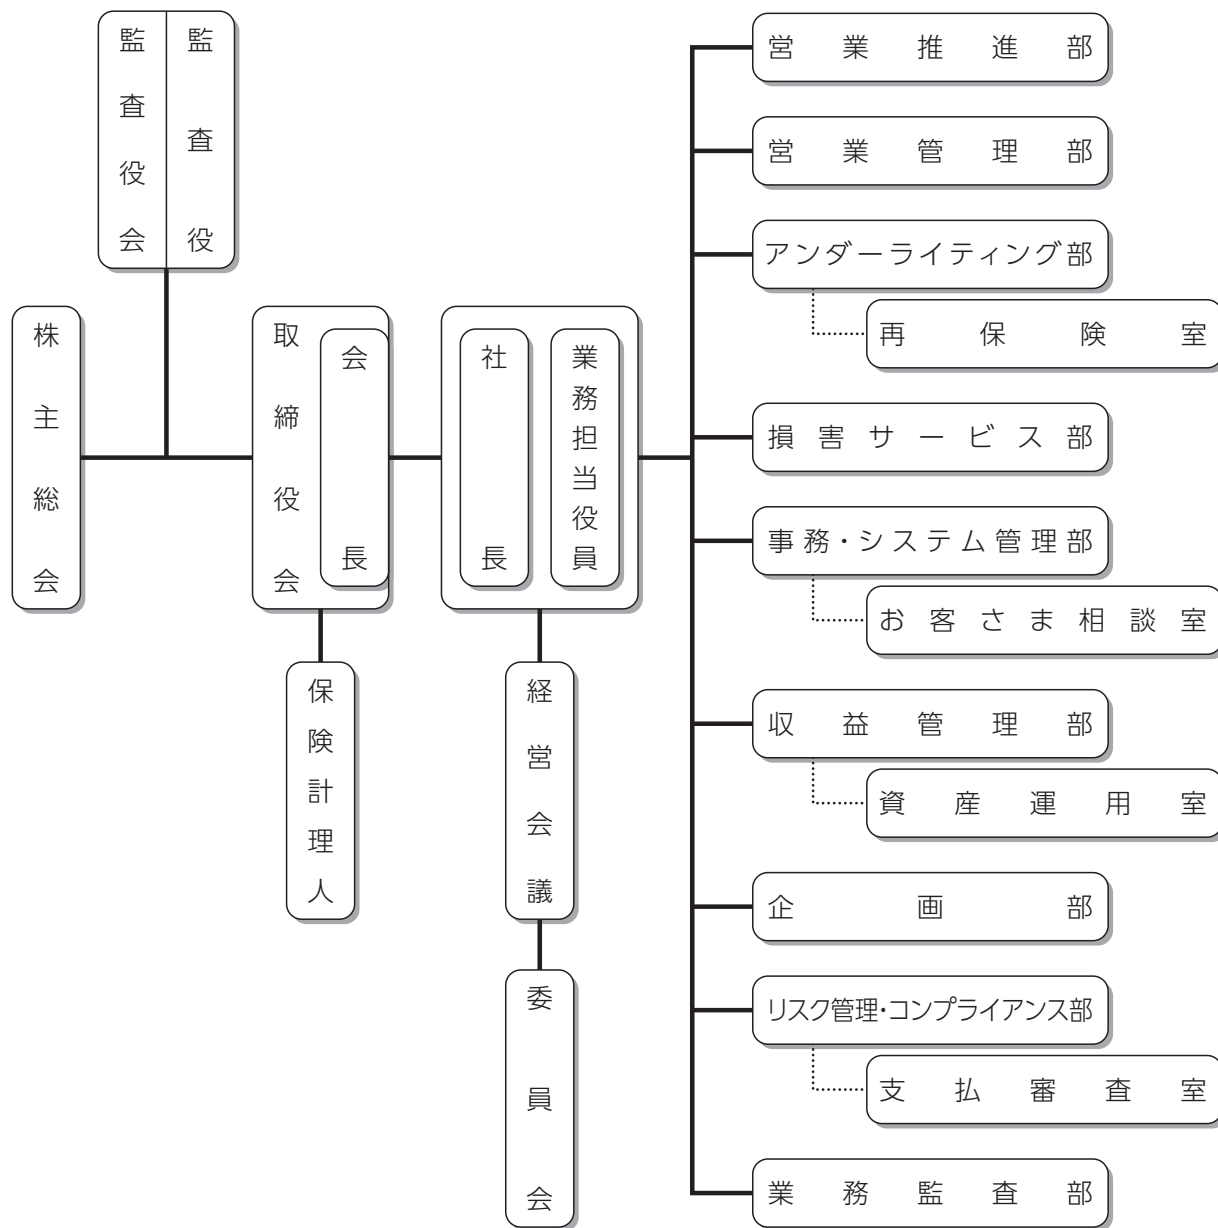 監査役会
監査役
株主総会
取締役会
会長
社長
業務担当役員
保険計理人
経営会議
委員会
営業推進部
営業管理部
アンダーライティング部
再保険室
損害サービス部
事務・システム管理部
お客さま相談室
収益管理部
資産運用室
企画部
リスク管理・コンプライアンス部
支払審査室
業務監査部